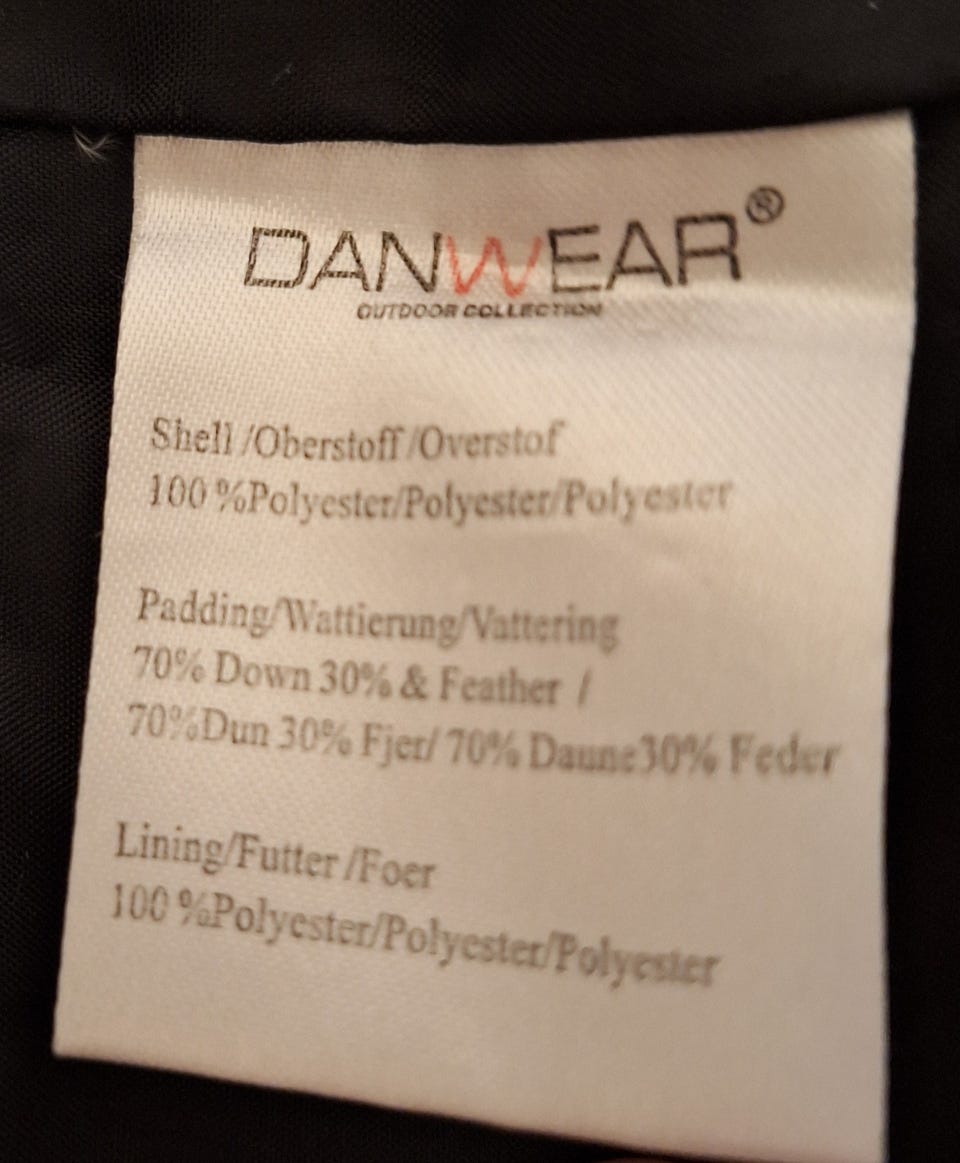 DANWEAR®
OUTDOOR COLLECTION
Shell /Oberstoff /Overstof
100 %Polyester/Polyester/Polyester
Padding/Wattierung/Vattering
70% Down 30% & Feather /
70%Dun 30% Fjer/ 70% Daune30% Feder
Lining/Futter /Foer
100 %Polyester/Polyester/Polyester